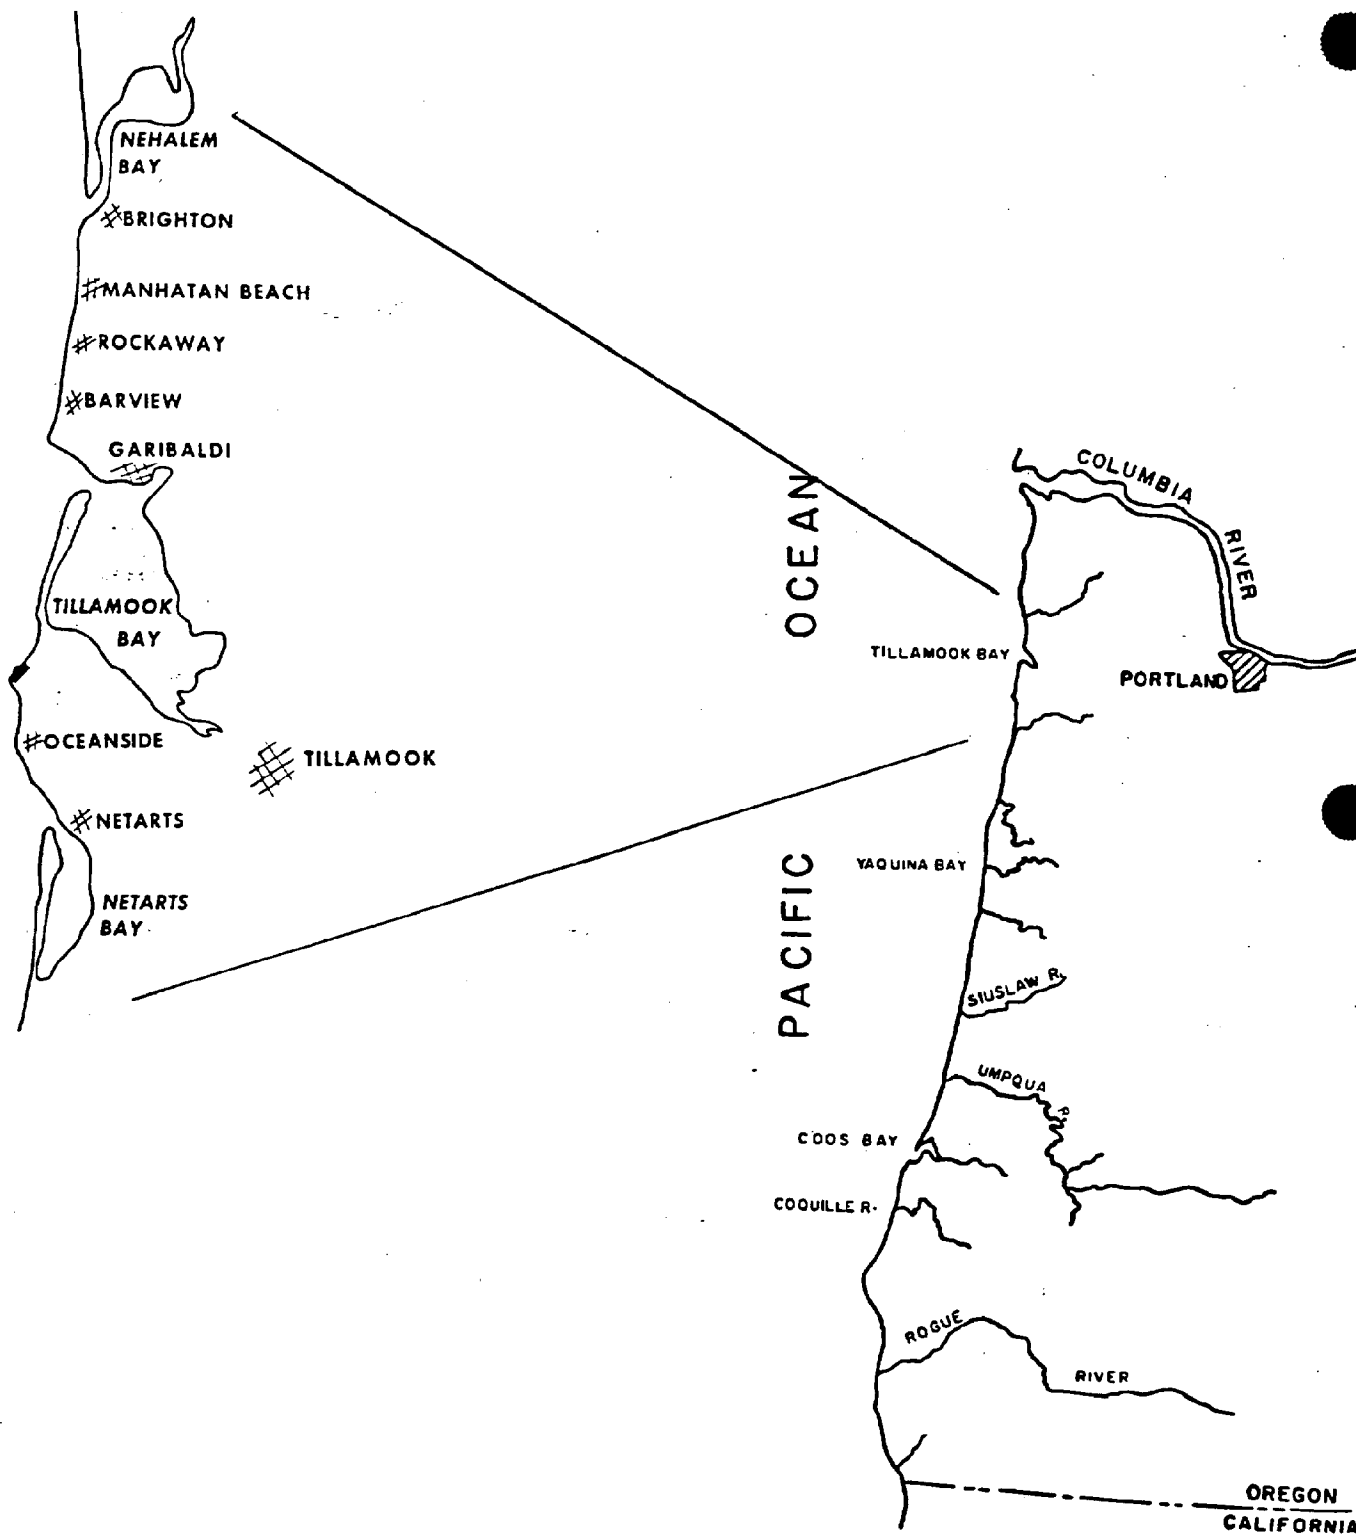 NEHALEM
BAY
BRIGHTON
MANHATAN BEACH
ROCKAWAY
BARVIEW
GARIBALDI
TILLAMOOK
BAY
OCEANSIDE
TILLAMOOK
NETARTS
NETARTS
BAY
PACIFIC OCEAN
COLUMBIA RIVER
TILLAMOOK BAY
PORTLAND
YAQUINA BAY
SIUSLAW R.
UMPQUA R.
COOS BAY
COQUILLE R.
ROGUE RIVER
OREGON
CALIFORNIA